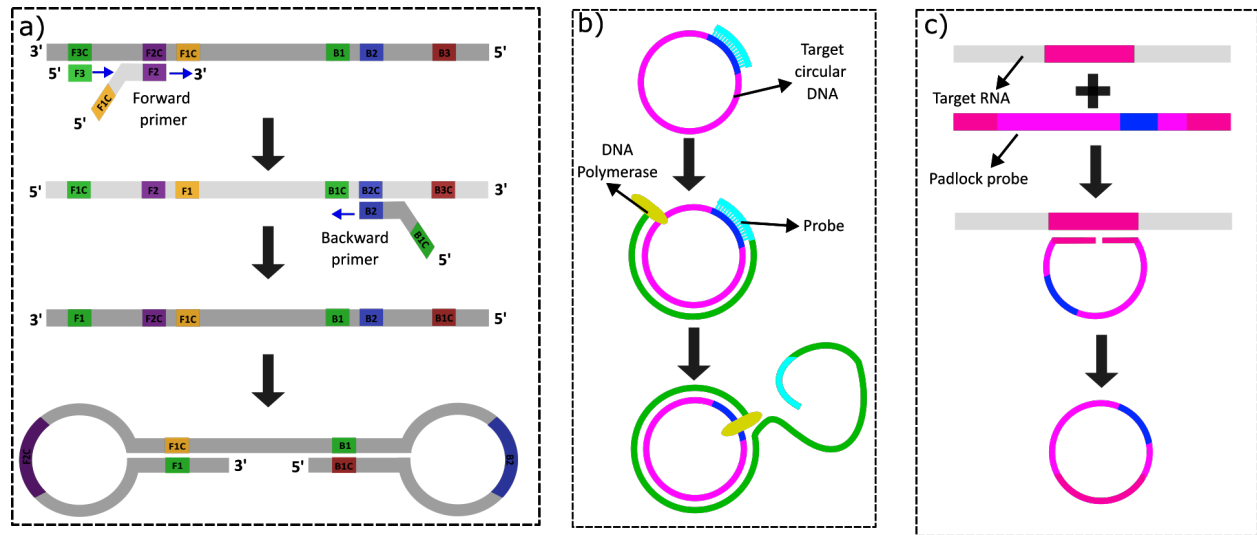 a)
3' F3C F2C F1C B1 B2 B3 5'
5' F3 F2 3'
F1C
5'
Forward
primer
5' F1C F2 F1 B1C B2C B3C 3'
B2
B1C
Backward
primer
5'
3' F1 F2C F1C B1 B2 B1C 5'
F2C F1C B1 B2
F1 3' 5' B1C
b)
Target
circular
DNA
DNA
Polymerase
Probe
c)
Target RNA
Padlock probe